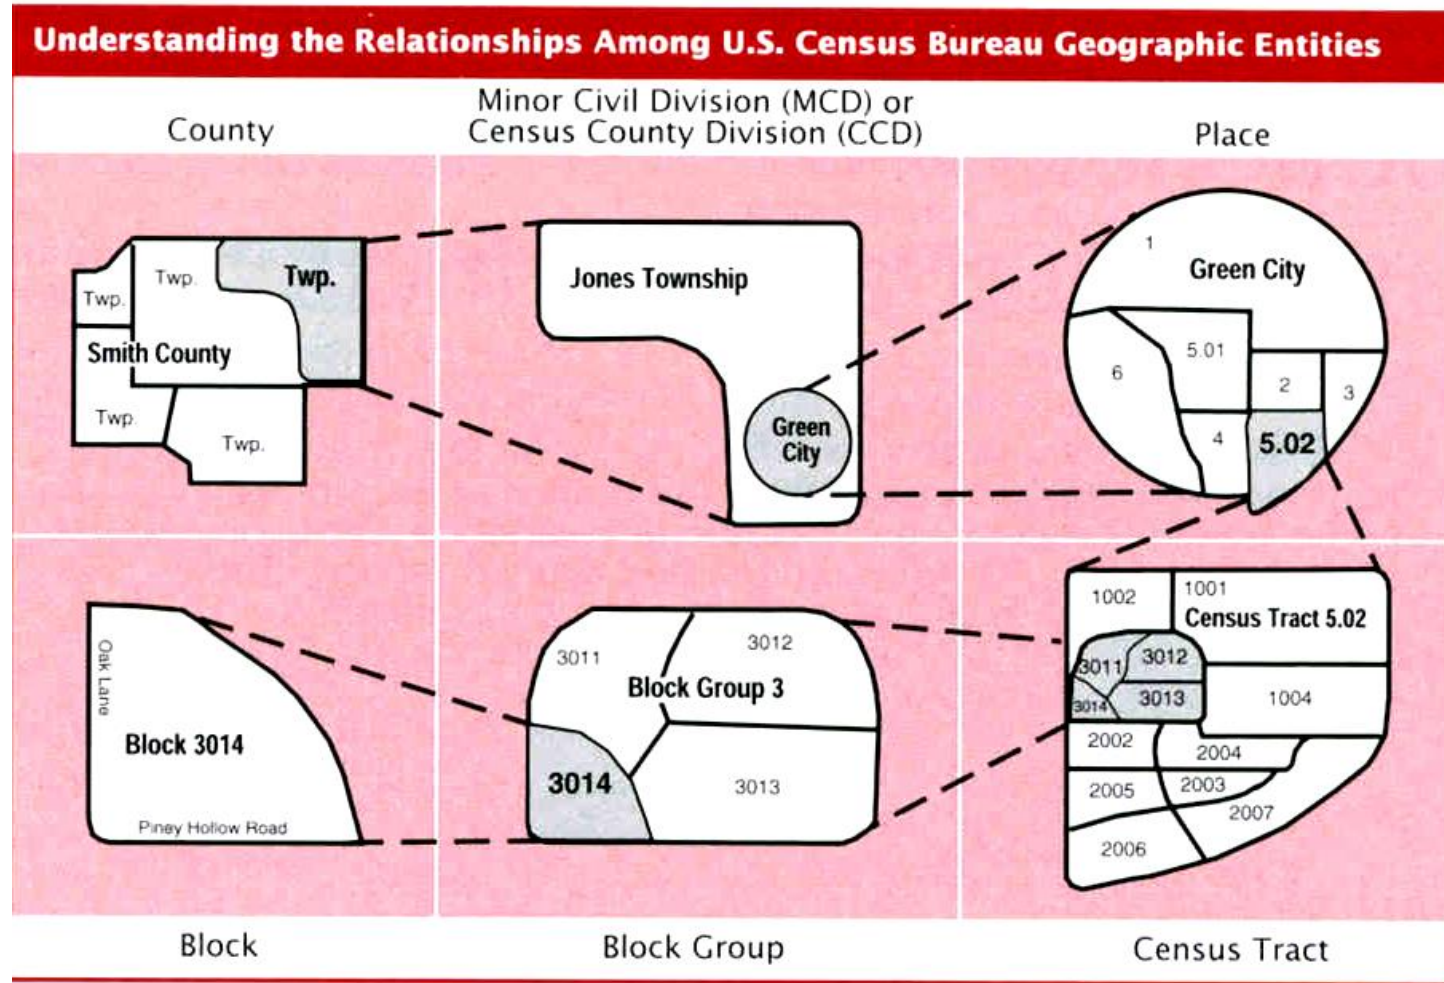 Understanding the Relationships Among U.S. Census Bureau Geographic Entities
County
Minor Civil Division (MCD) or
Census County Division (CCD)
Place
Twp.
Twp.
Twp.
Smith County
Twp.
Twp.
Jones Township
Green
City
1
Green City
5.01
6
2
3
4
5.02
Oak Lane
Block 3014
Piney Hollow Road
3011
3012
Block Group 3
3014
3013
1002
1001
Census Tract 5.02
3011
3012
3014
3013
1004
2002
2004
2005
2003
2007
2006
Block
Block Group
Census Tract